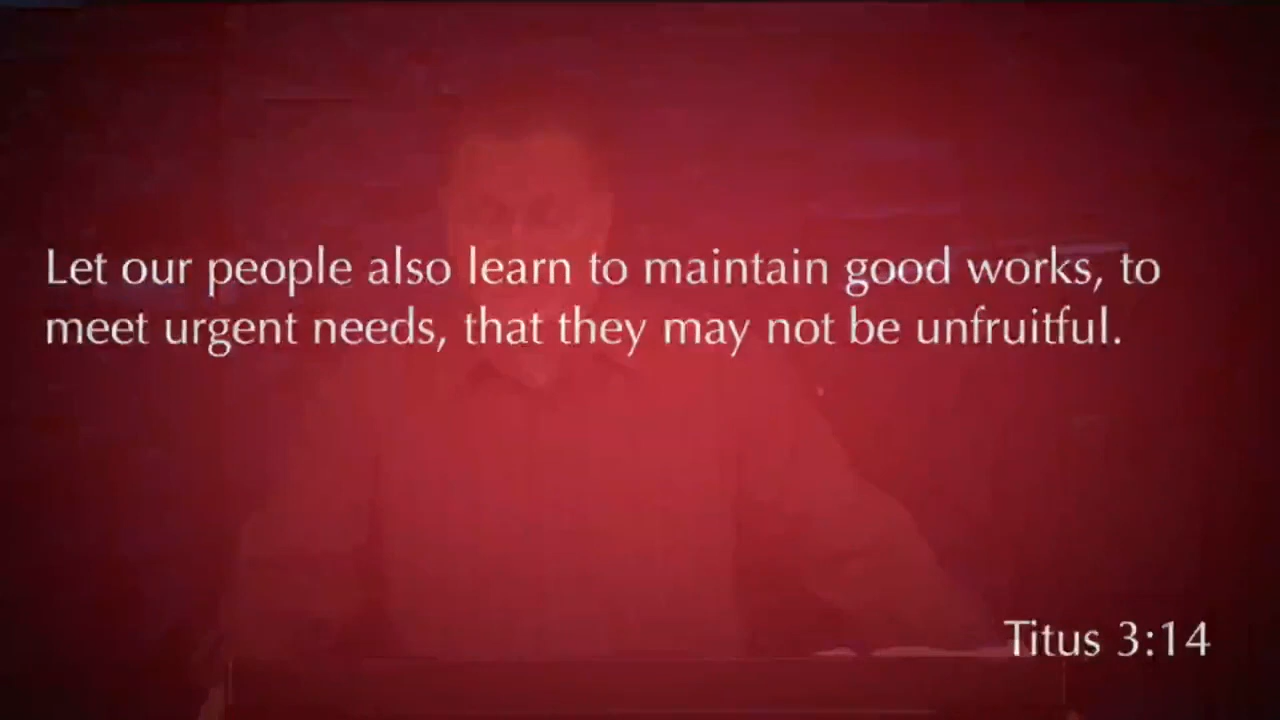 Let our people also learn to maintain good works, to
meet urgent needs, that they may not be unfruitful.
Titus 3:14